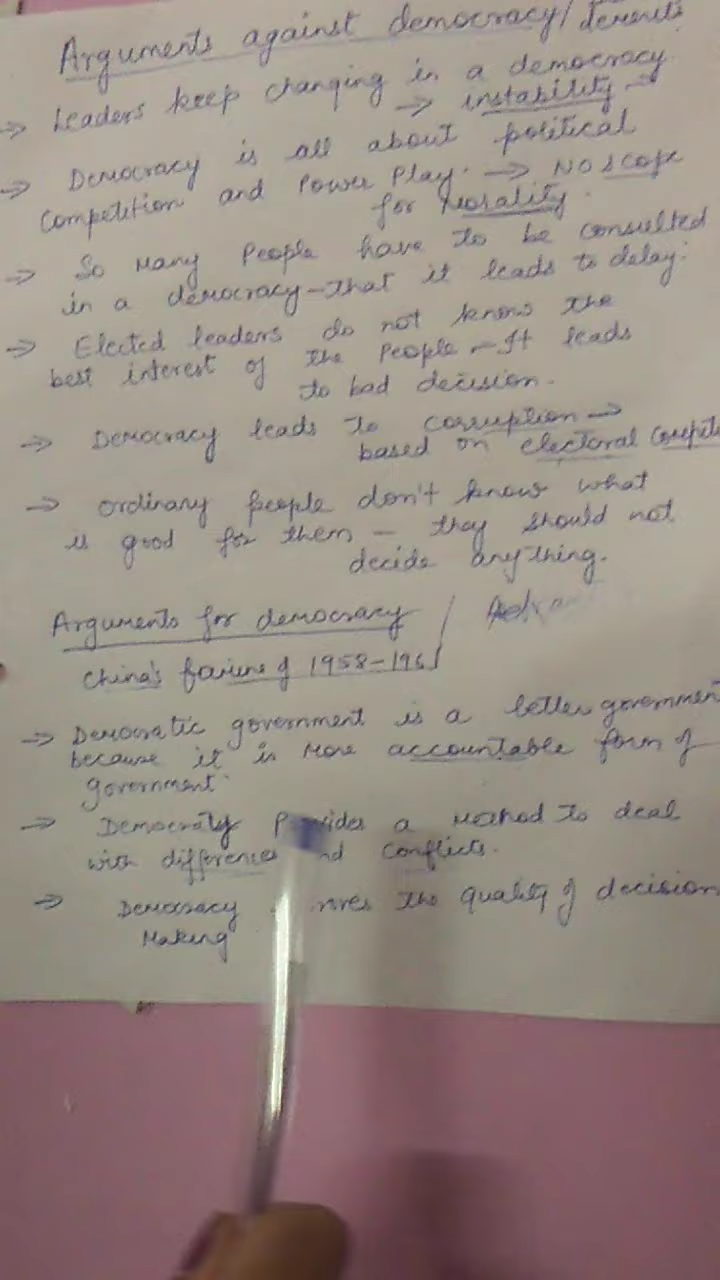 Arguments against democracy/ demerits
→ Leaders keep changing in a democracy
→ instability →
→ Democracy is all about political
Competition and Power Play. → No scope
for Morality.
→ So Many People have to be consulted
in a democracy - that it leads to delay.
→ Elected leaders do not know the
best interest of the People - It leads
to bad decision.
→ Democracy leads to corruption →
based on electoral
→ Ordinary people don't know what
is good for them - they should not
decide anything.
Arguments for democracy /
China's of 1958-1961
→ Democratic government is a better government
because it is More accountable form of
government.
→ a Method to deal
with conflicts.
→ Democracy the quality of decision
Making